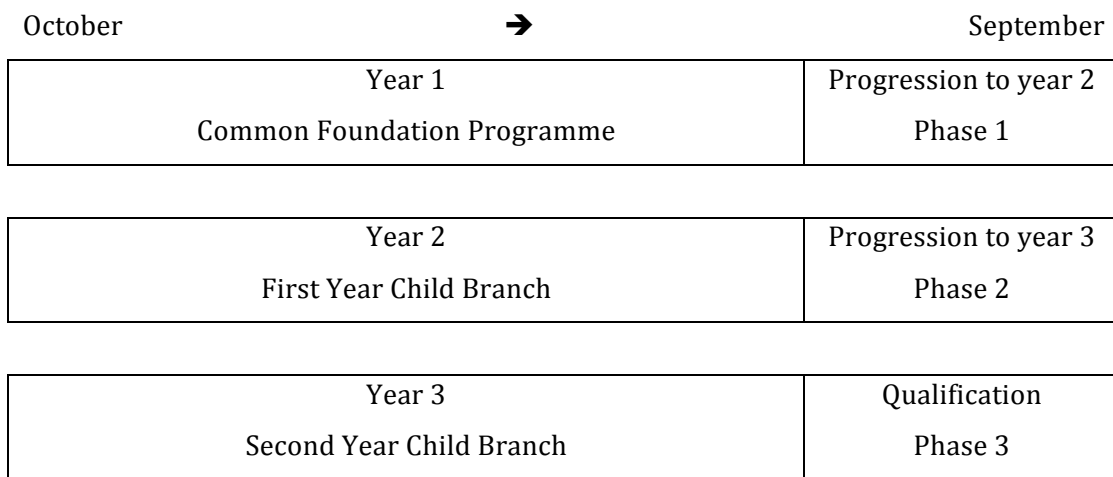 October ➔ September
Year 1 Progression to year 2
Common Foundation Programme Phase 1
Year 2 Progression to year 3
First Year Child Branch Phase 2
Year 3 Qualification
Second Year Child Branch Phase 3